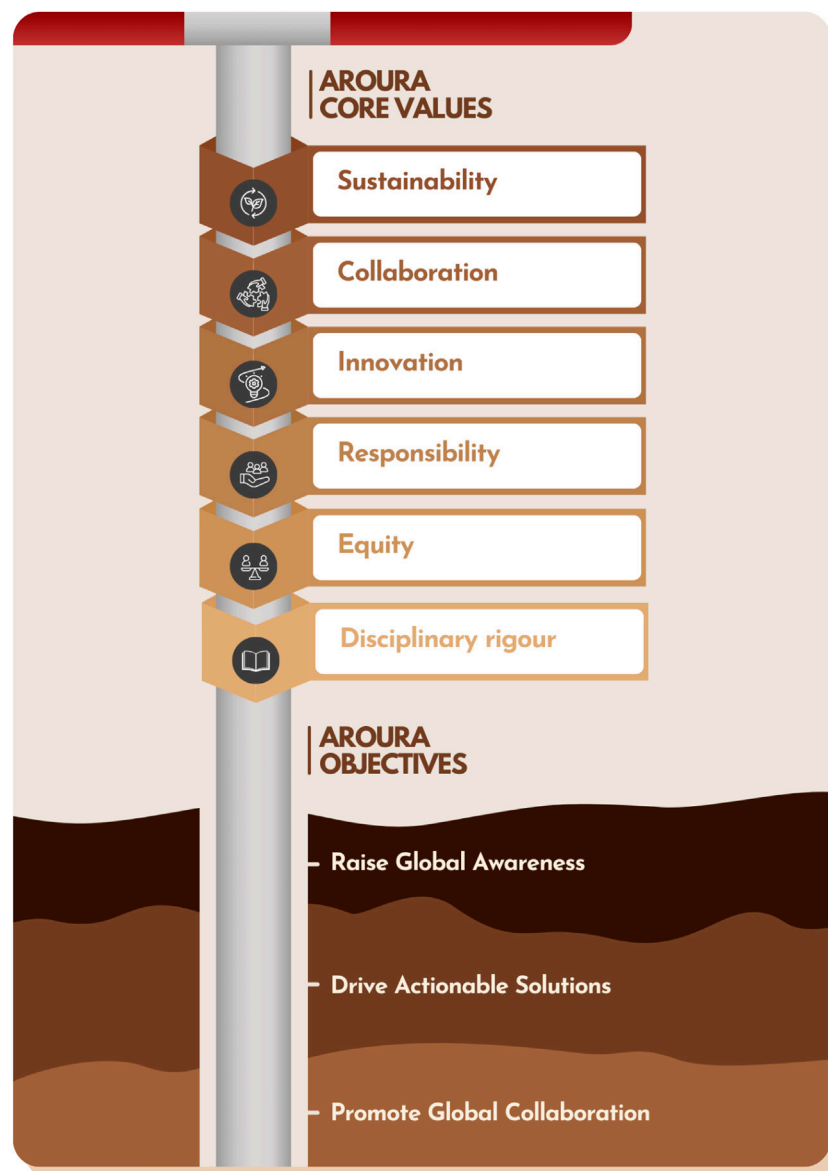 AROURA
CORE VALUES
Sustainability
Collaboration
Innovation
Responsibility
Equity
Disciplinary rigour
AROURA
OBJECTIVES
Raise Global Awareness
Drive Actionable Solutions
Promote Global Collaboration